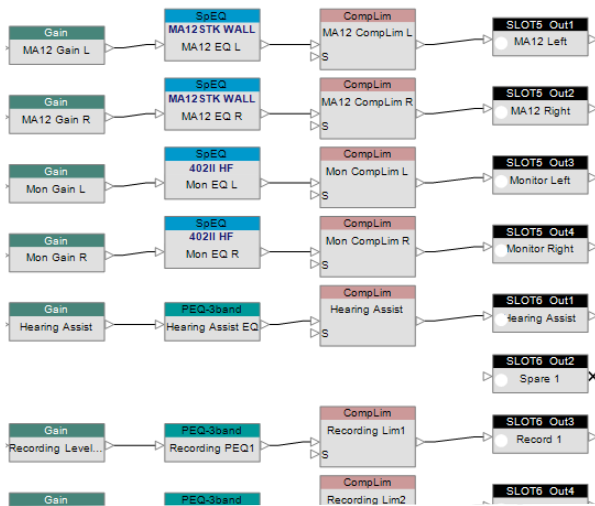 Gain
MA12 Gain L
SpEQ
MA12 STK WALL
MA12 EQ L
CompLim
MA12 CompLim L
S
SLOT5 Out1
MA12 Left
Gain
MA12 Gain R
SpEQ
MA12 STK WALL
MA12 EQ R
CompLim
MA12 CompLim R
S
SLOT5 Out2
MA12 Right
Gain
Mon Gain L
SpEQ
402II HF
Mon EQ L
CompLim
Mon CompLim L
S
SLOT5 Out3
Monitor Left
Gain
Mon Gain R
SpEQ
402II HF
Mon EQ R
CompLim
Mon CompLim R
S
SLOT5 Out4
Monitor Right
Gain
Hearing Assist
PEQ-3band
Hearing Assist EQ
CompLim
Hearing Assist
S
SLOT6 Out1
Hearing Assist
SLOT6 Out2
Spare 1
Gain
Recording Level...
PEQ-3band
Recording PEQ1
CompLim
Recording Lim1
S
SLOT6 Out3
Record 1
Gain
PEQ-3band
CompLim
Recording Lim2
SLOT6 Out4